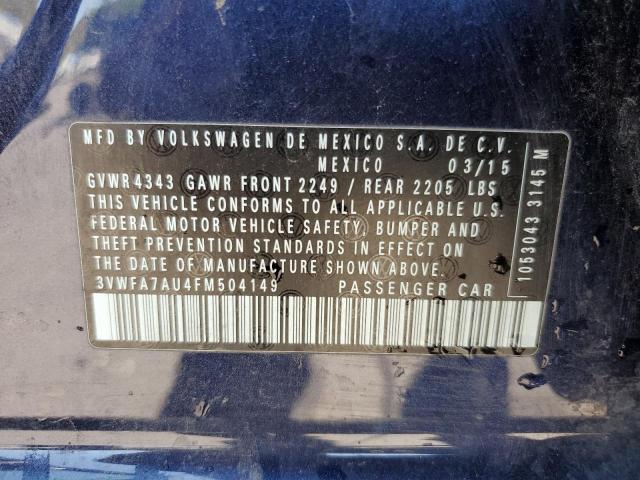 MFD BY VOLKSWAGEN DE MEXICO S.A. DE C.V.
MEXICO 03/15
GVWR 4343 GAWR FRONT 2249 / REAR 2205 LBS
THIS VEHICLE CONFORMS TO ALL APPLICABLE U.S.
FEDERAL MOTOR VEHICLE SAFETY, BUMPER AND
THEFT PREVENTION STANDARDS IN EFFECT ON
THE DATE OF MANUFACTURE SHOWN ABOVE.
3VWFA7AU4FM504149 PASSENGER CAR
1053043 3145 M